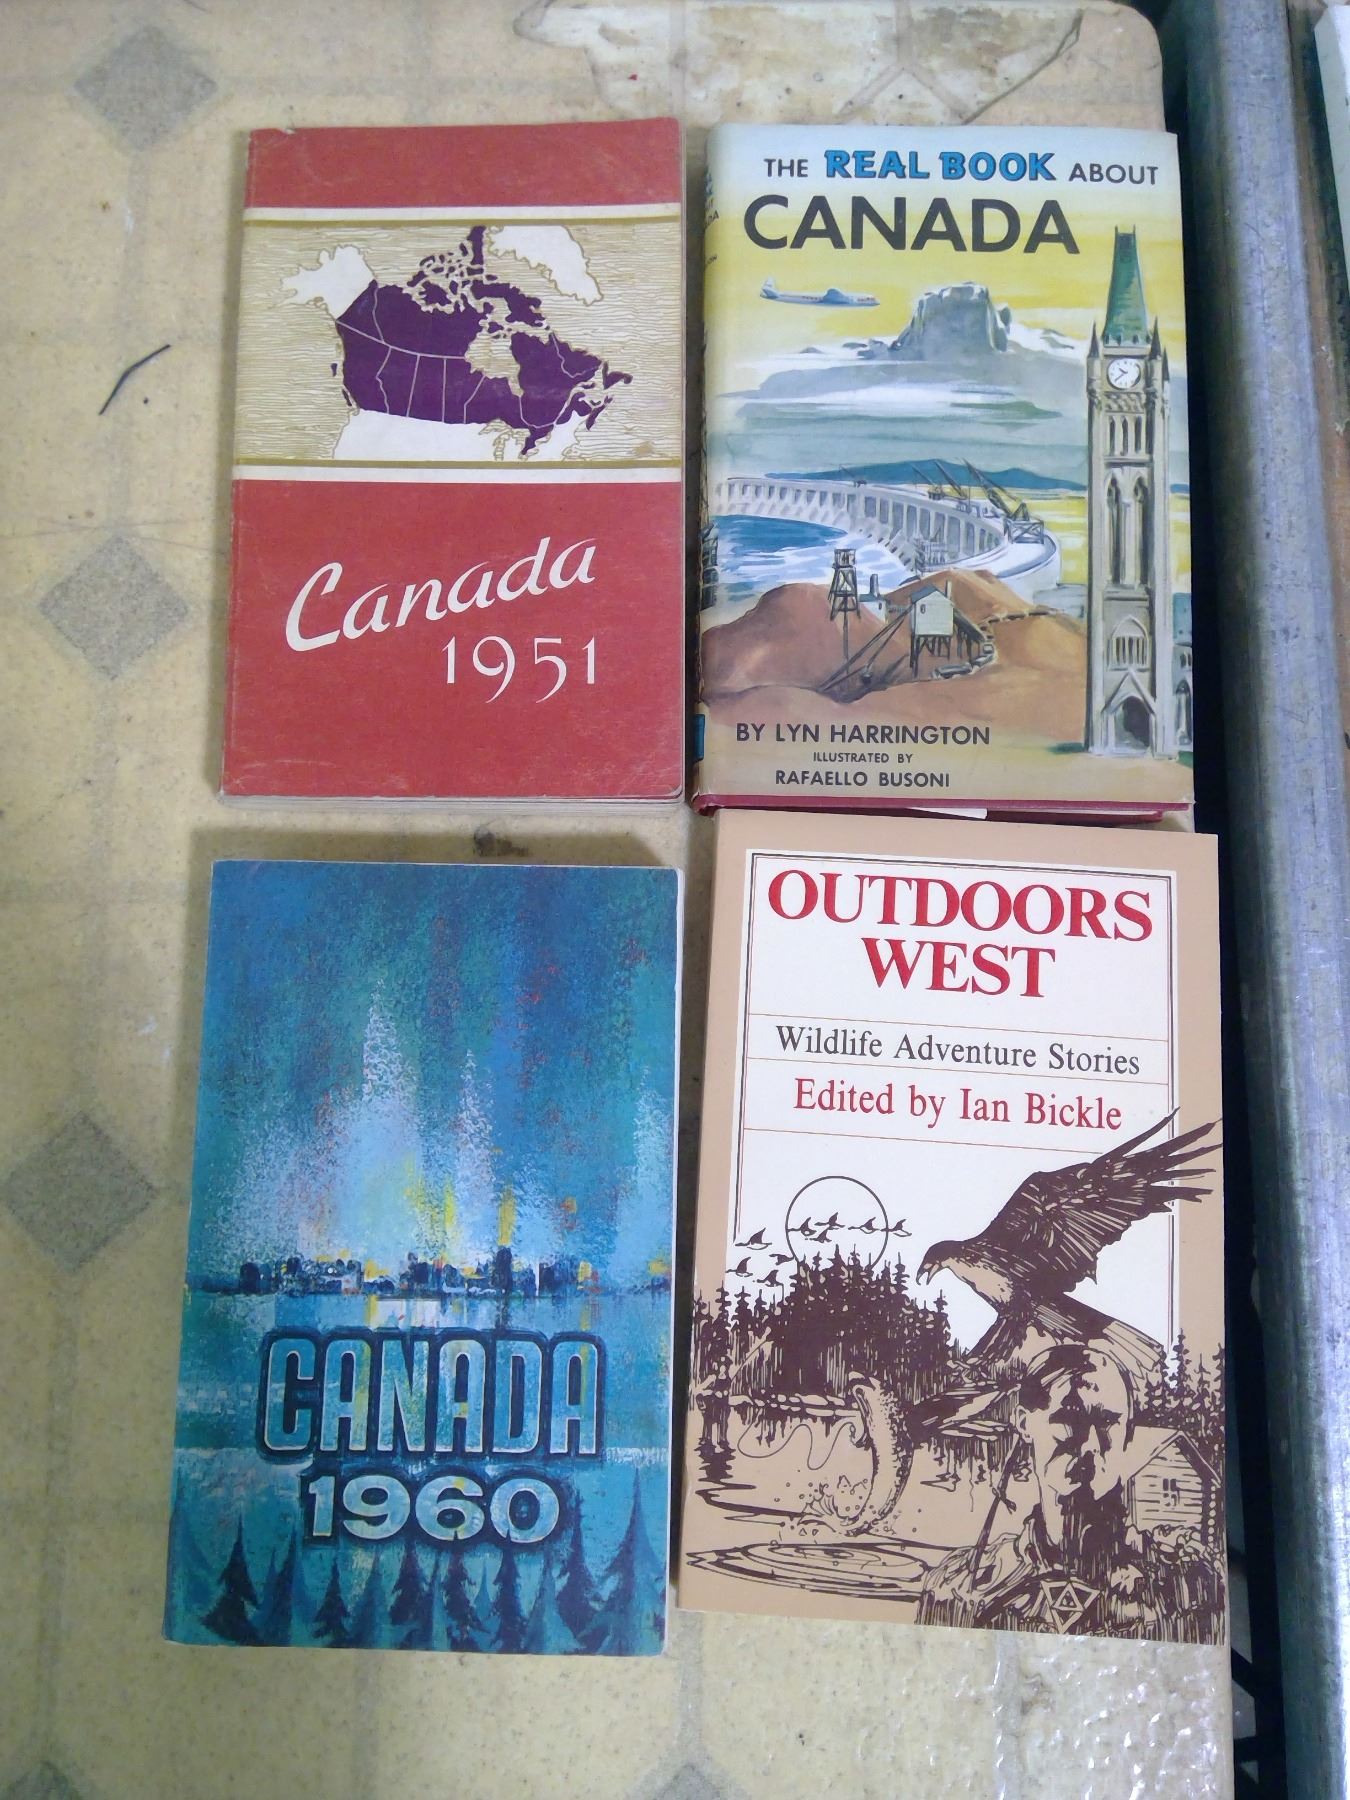 Canada
1951
THE REAL BOOK ABOUT
CANADA
BY LYN HARRINGTON
ILLUSTRATED BY
RAFAELLO BUSONI
CANADA
1960
OUTDOORS
WEST
Wildlife Adventure Stories
Edited by Ian Bickle